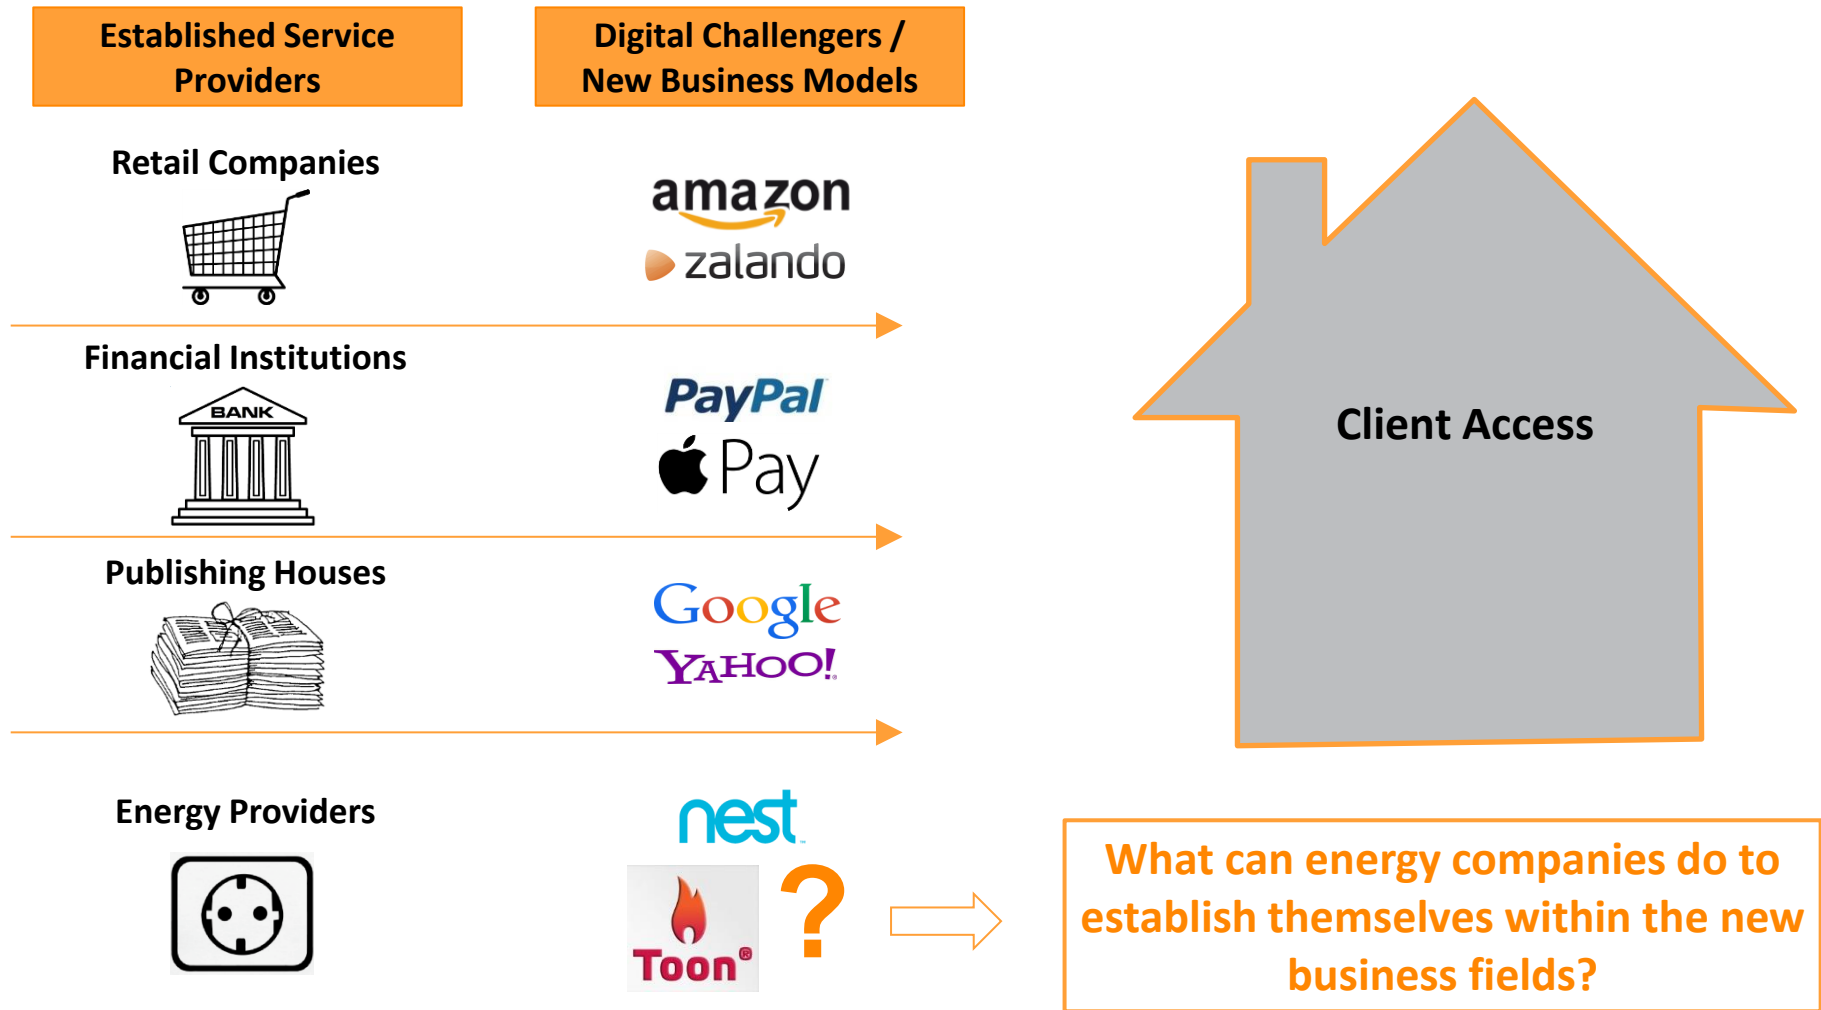 Established Service
Providers
Digital Challengers /
New Business Models
Retail Companies
amazon
zalando
Financial Institutions
BANK
PayPal
Pay
Publishing Houses
Google
YAHOO!
Client Access
Energy Providers
nest
Toon®
?
What can energy companies do to
establish themselves within the new
business fields?